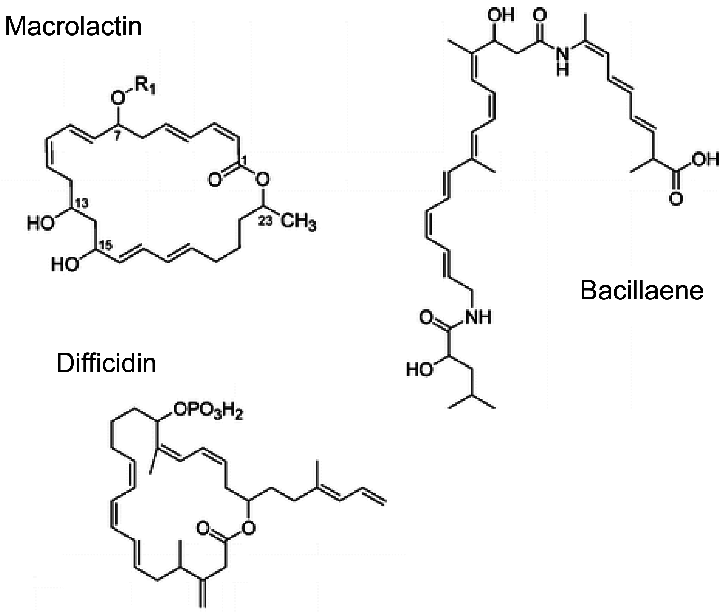 Macrolactin
O-R1
7
1
O
O
13
HO
15
HO
23
CH3
OH
O
N
H
OH
O
O
NH
HO
Bacillaene
Difficidin
OPO3H2
O
O